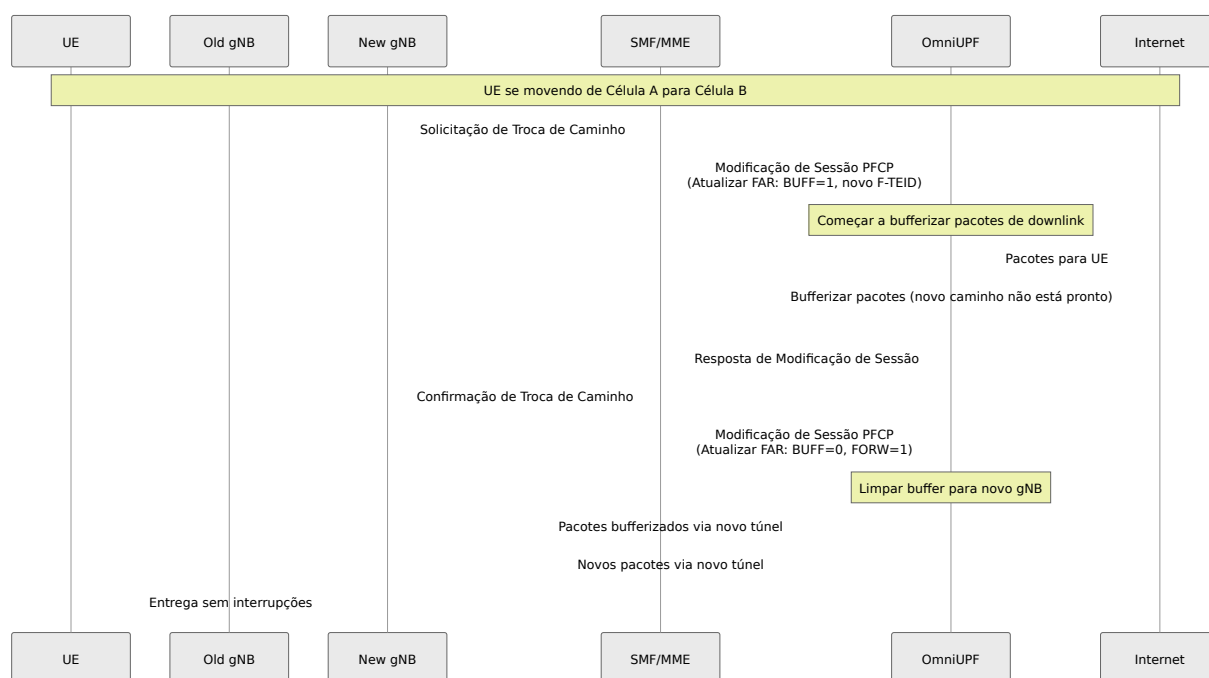 UE
Old gNB
New gNB
SMF/MME
OmniUPF
Internet
UE se movendo de Célula A para Célula B
Solicitação de Troca de Caminho
Modificação de Sessão PFCP
(Atualizar FAR: BUFF=1, novo F-TEID)
Começar a bufferizar pacotes de downlink
Pacotes para UE
Bufferizar pacotes (novo caminho não está pronto)
Resposta de Modificação de Sessão
Confirmação de Troca de Caminho
Modificação de Sessão PFCP
(Atualizar FAR: BUFF=0, FORW=1)
Limpar buffer para novo gNB
Pacotes bufferizados via novo túnel
Novos pacotes via novo túnel
Entrega sem interrupções
UE
Old gNB
New gNB
SMF/MME
OmniUPF
Internet